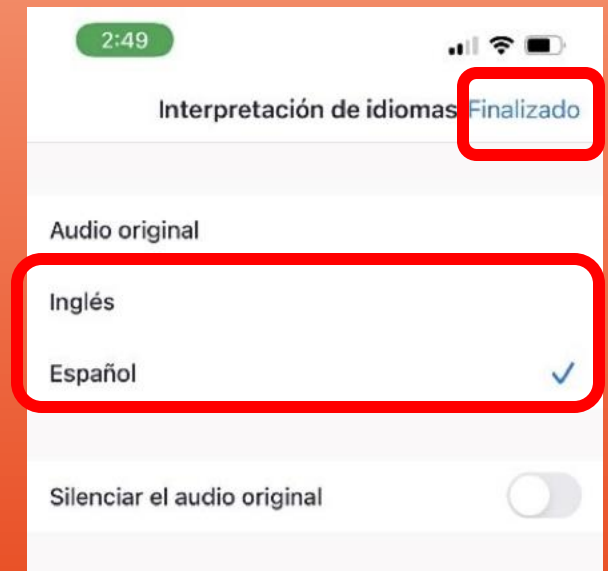 2:49
Interpretación de idiomas Finalizado
Audio original
Inglés
Español
Silenciar el audio original